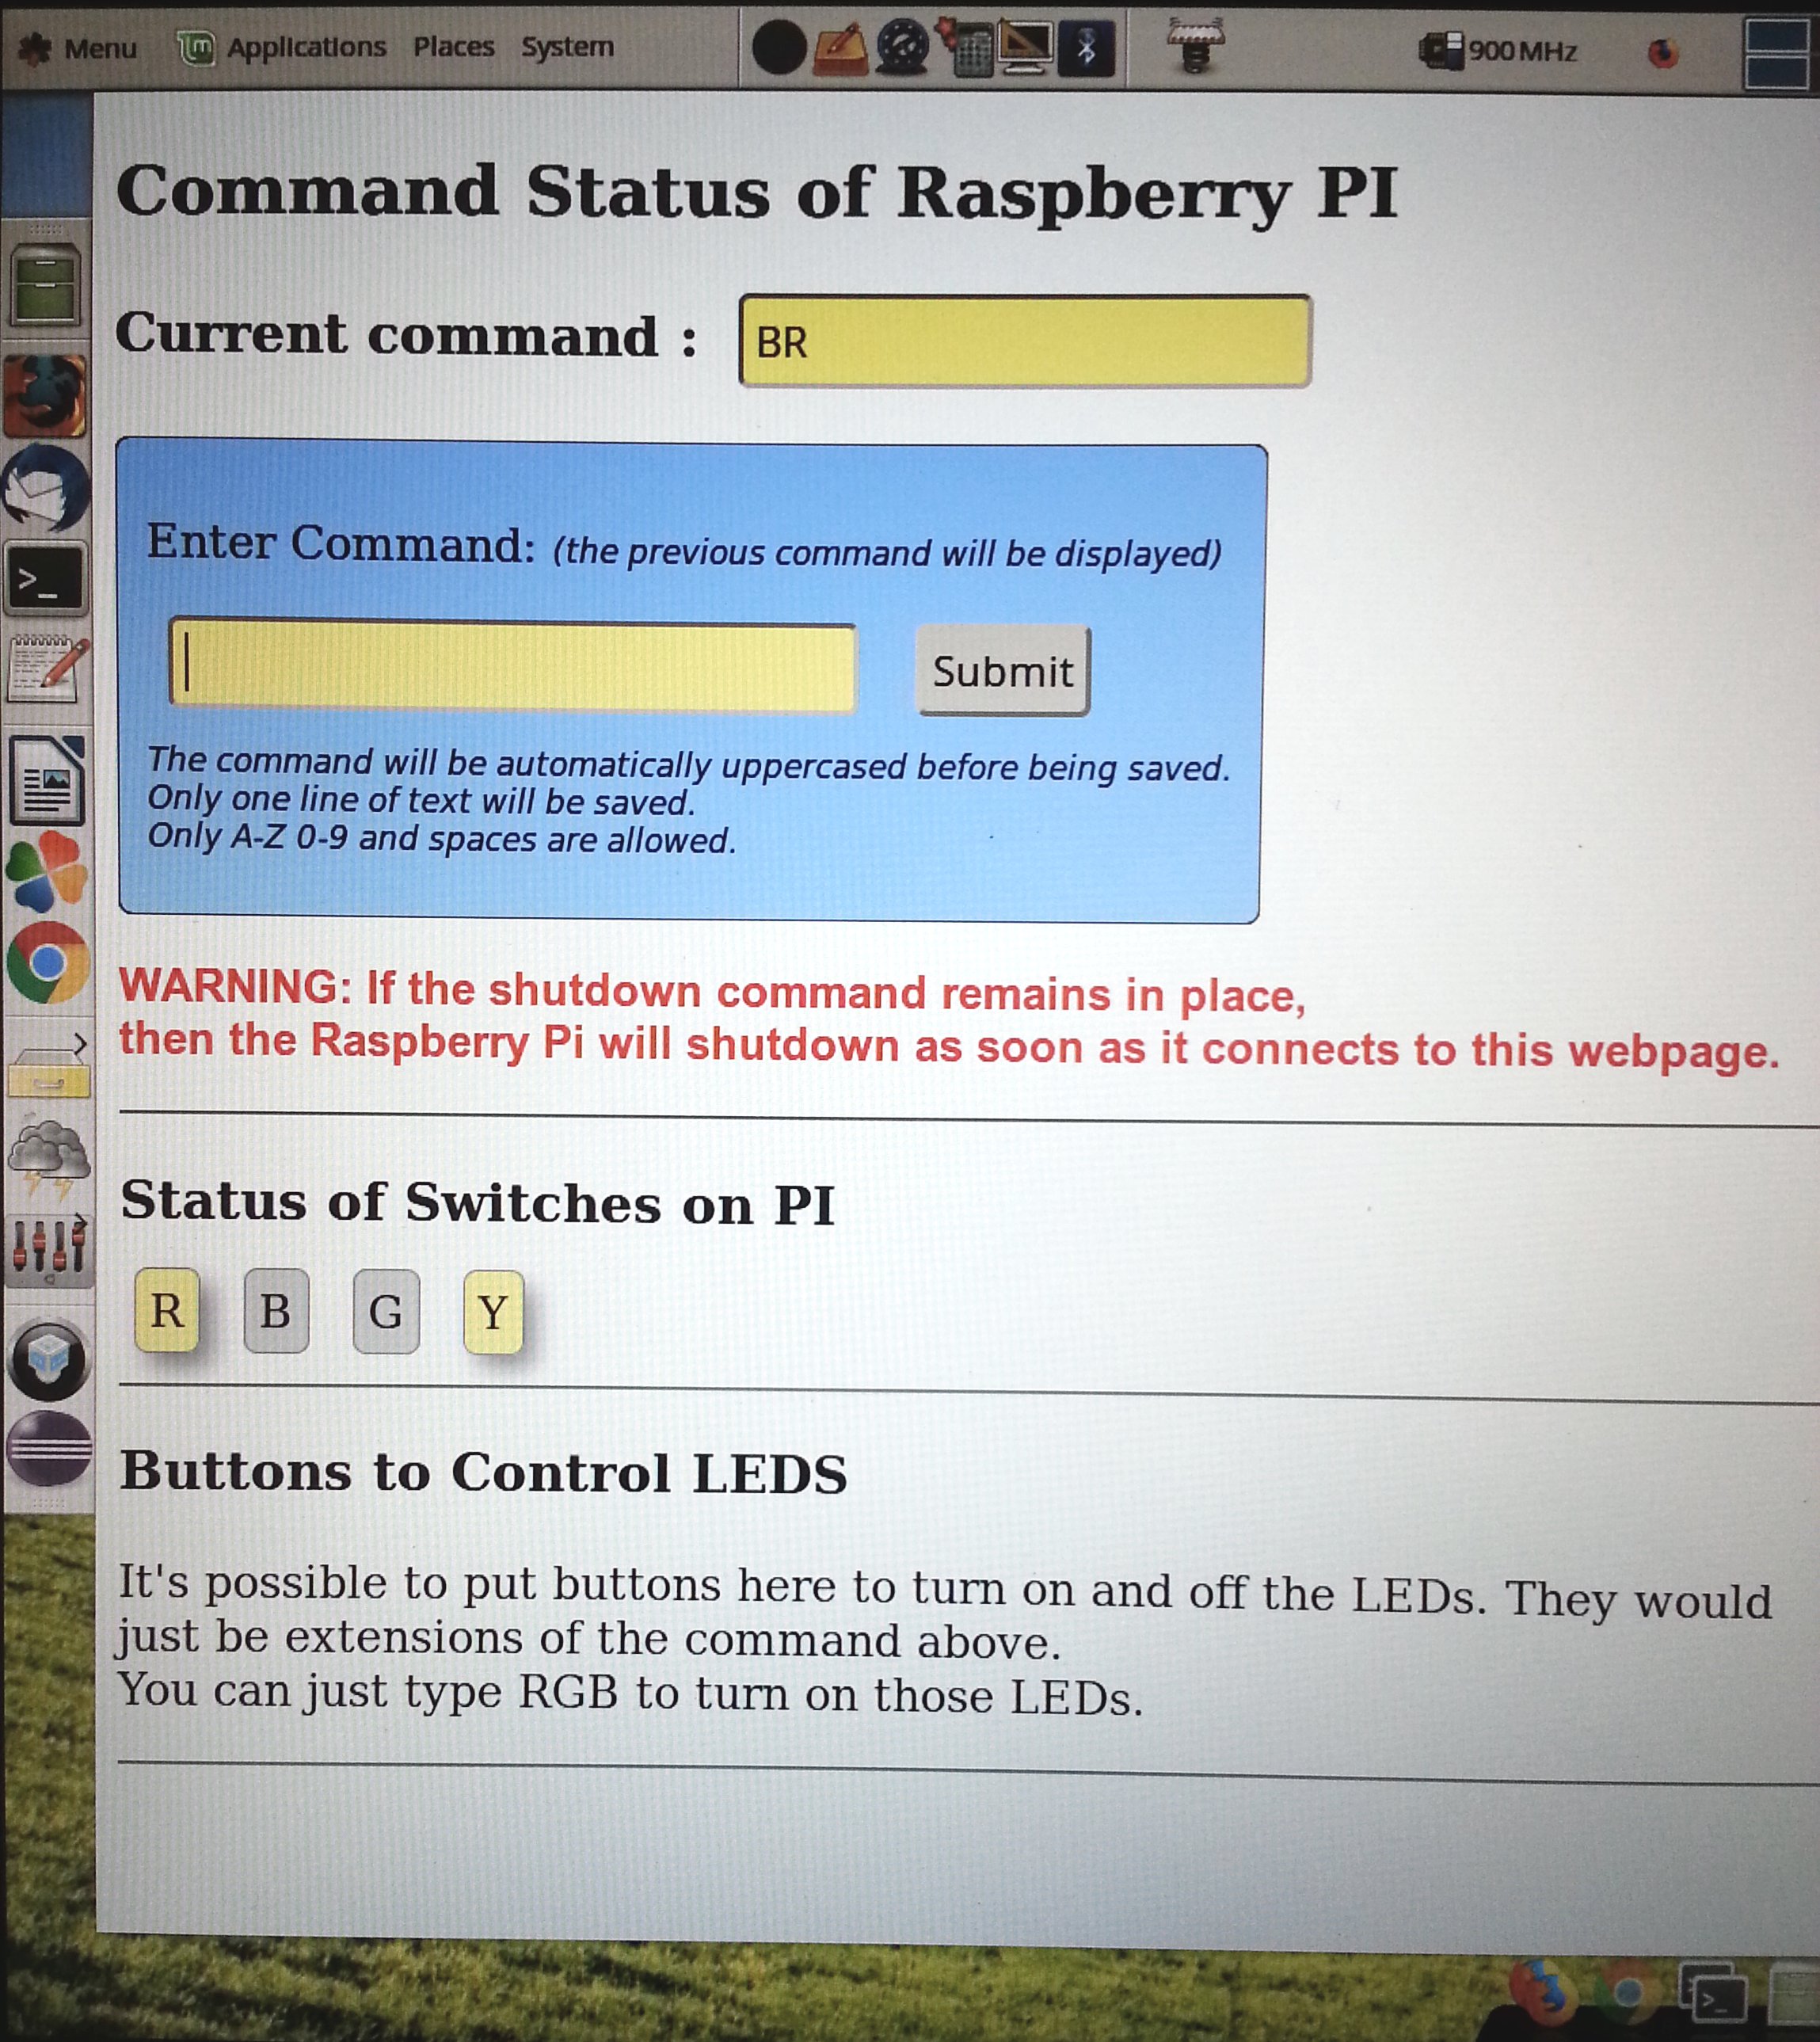 Menu Applications Places System 900 MHz
Command Status of Raspberry PI
Current command : BR
Enter Command: (the previous command will be displayed)
Submit
The command will be automatically uppercased before being saved.
Only one line of text will be saved.
Only A-Z 0-9 and spaces are allowed.
WARNING: If the shutdown command remains in place,
then the Raspberry Pi will shutdown as soon as it connects to this webpage.
Status of Switches on PI
R B G Y
Buttons to Control LEDS
It's possible to put buttons here to turn on and off the LEDs. They would
just be extensions of the command above.
You can just type RGB to turn on those LEDs.